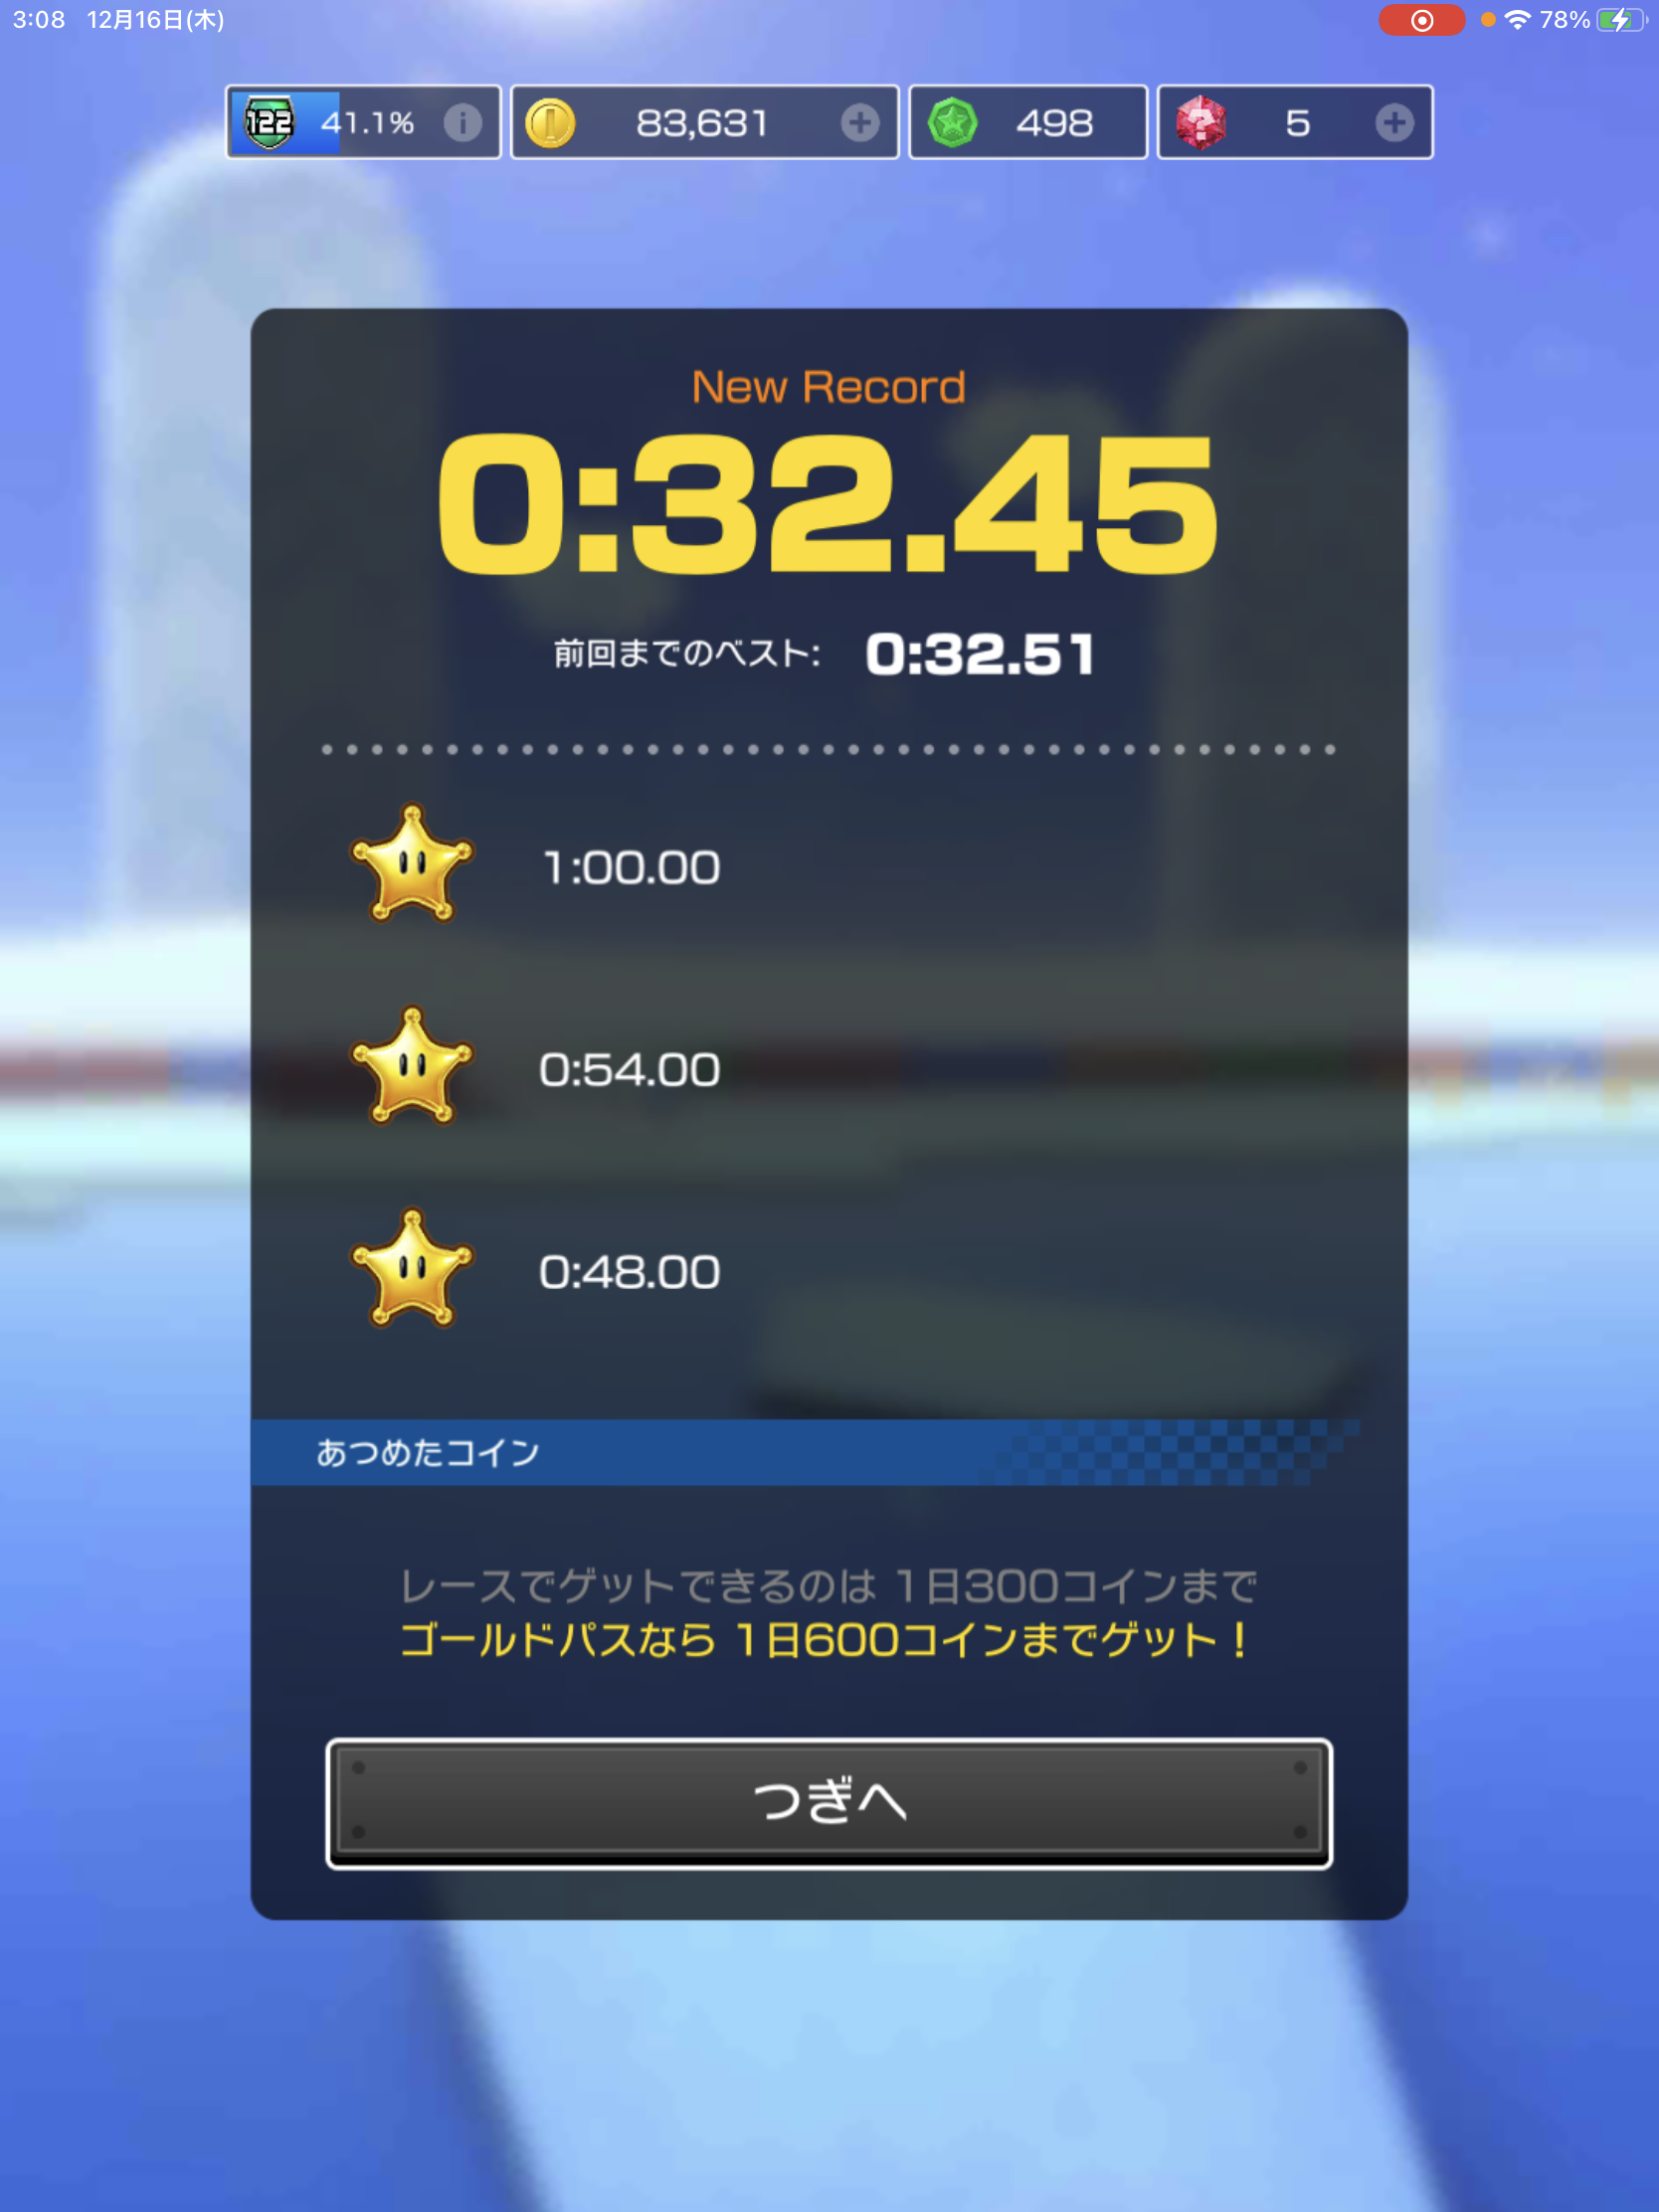 3:08 12月16日(木) 78%
122 41.1% 83,631 498 5
New Record
0:32.45
前回までのベスト: 0:32.51
1:00.00
0:54.00
0:48.00
あつめたコイン
レースでゲットできるのは 1日300コインまで
ゴールドパスなら 1日600コインまでゲット！
つぎへ